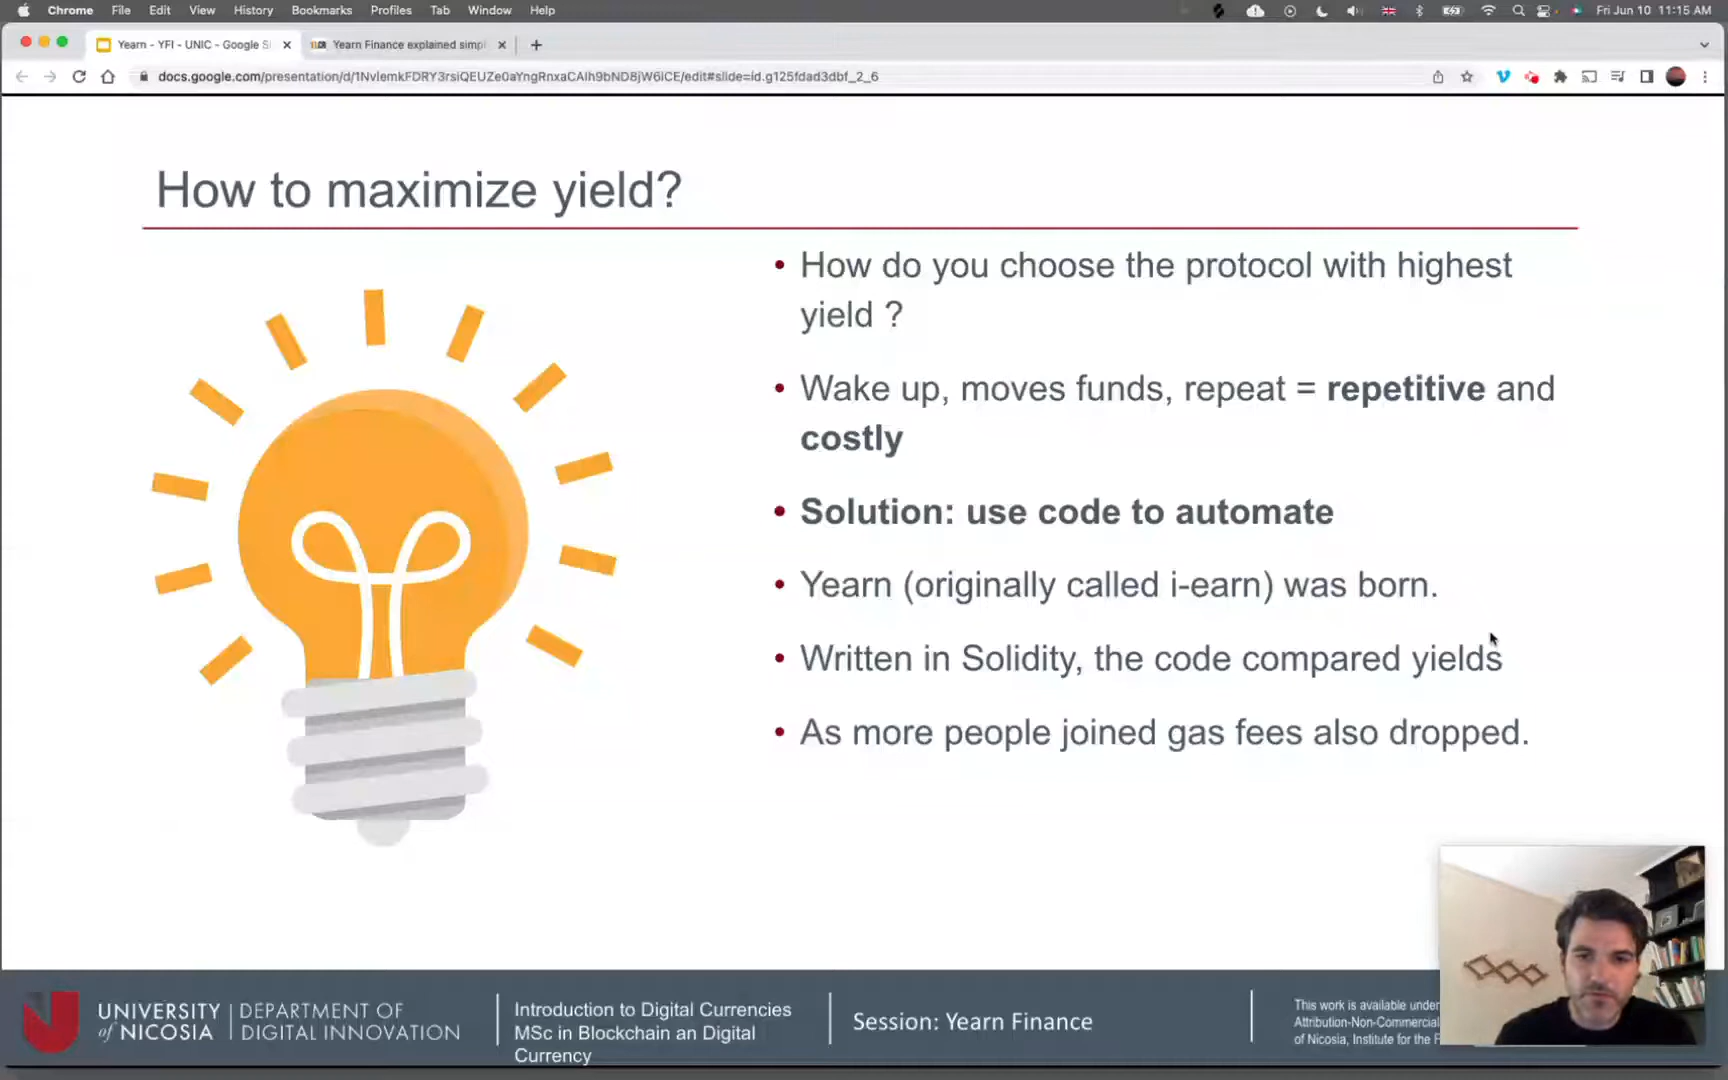 Chrome File Edit View History Bookmarks Profiles Tab Window Help Fri Jun 10 11:15 AM
Yearn - YFI - UNIC - Google Sl Yearn Finance explained simpl
docs.google.com/presentation/d/1NvlemkFDRY3rsiQEUZe0aYngRnxaCAlh9bND8jW6lCE/edit#slide=id.g125fdad3dbf_2_6
How to maximize yield?
• How do you choose the protocol with highest
yield ?
• Wake up, moves funds, repeat = repetitive and
costly
• Solution: use code to automate
• Yearn (originally called i-earn) was born.
• Written in Solidity, the code compared yields
• As more people joined gas fees also dropped.
UNIVERSITY
of NICOSIA
DEPARTMENT OF
DIGITAL INNOVATION
Introduction to Digital Currencies
MSc in Blockchain an Digital
Currency
Session: Yearn Finance
This work is available under
Attribution-Non-Commercial
of Nicosia, Institute for the F